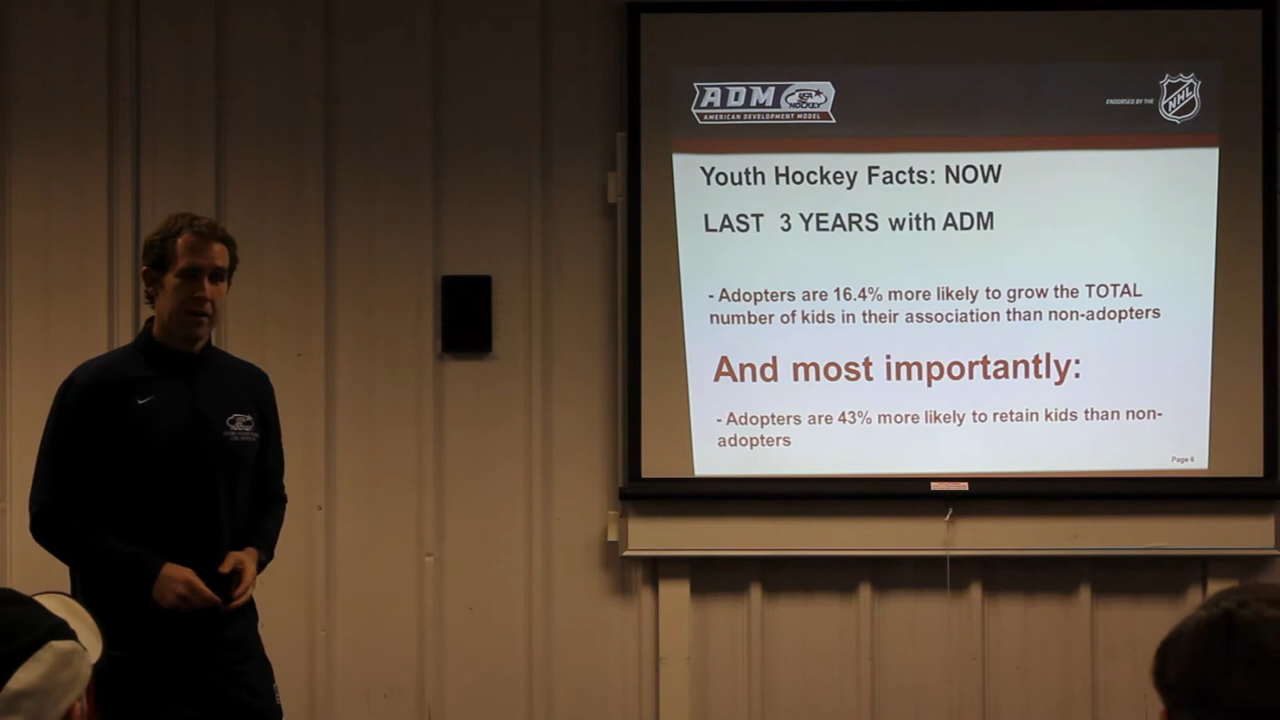 ADM
USA
HOCKEY
AMERICAN DEVELOPMENT MODEL
ENDORSED BY THE
NHL
Youth Hockey Facts: NOW
LAST 3 YEARS with ADM
- Adopters are 16.4% more likely to grow the TOTAL
number of kids in their association than non-adopters
And most importantly:
- Adopters are 43% more likely to retain kids than non-
adopters
Page 6